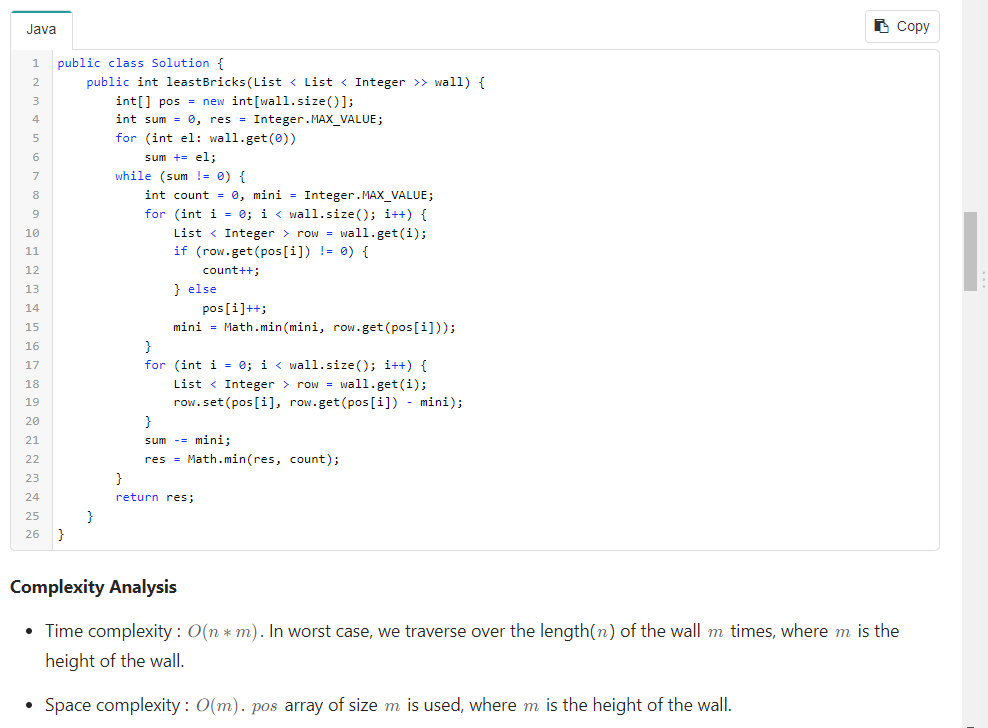 Java
Copy
1 public class Solution {
2 public int leastBricks(List < List < Integer >> wall) {
3 int[] pos = new int[wall.size()];
4 int sum = 0, res = Integer.MAX_VALUE;
5 for (int el: wall.get(0))
6 sum += el;
7 while (sum != 0) {
8 int count = 0, mini = Integer.MAX_VALUE;
9 for (int i = 0; i < wall.size(); i++) {
10 List < Integer > row = wall.get(i);
11 if (row.get(pos[i]) != 0) {
12 count++;
13 } else
14 pos[i]++;
15 mini = Math.min(mini, row.get(pos[i]));
16 }
17 for (int i = 0; i < wall.size(); i++) {
18 List < Integer > row = wall.get(i);
19 row.set(pos[i], row.get(pos[i]) - mini);
20 }
21 sum -= mini;
22 res = Math.min(res, count);
23 }
24 return res;
25 }
26 }
Complexity Analysis
• Time complexity : O(n ∗ m). In worst case, we traverse over the length(n) of the wall m times, where m is the
height of the wall.
• Space complexity : O(m). pos array of size m is used, where m is the height of the wall.